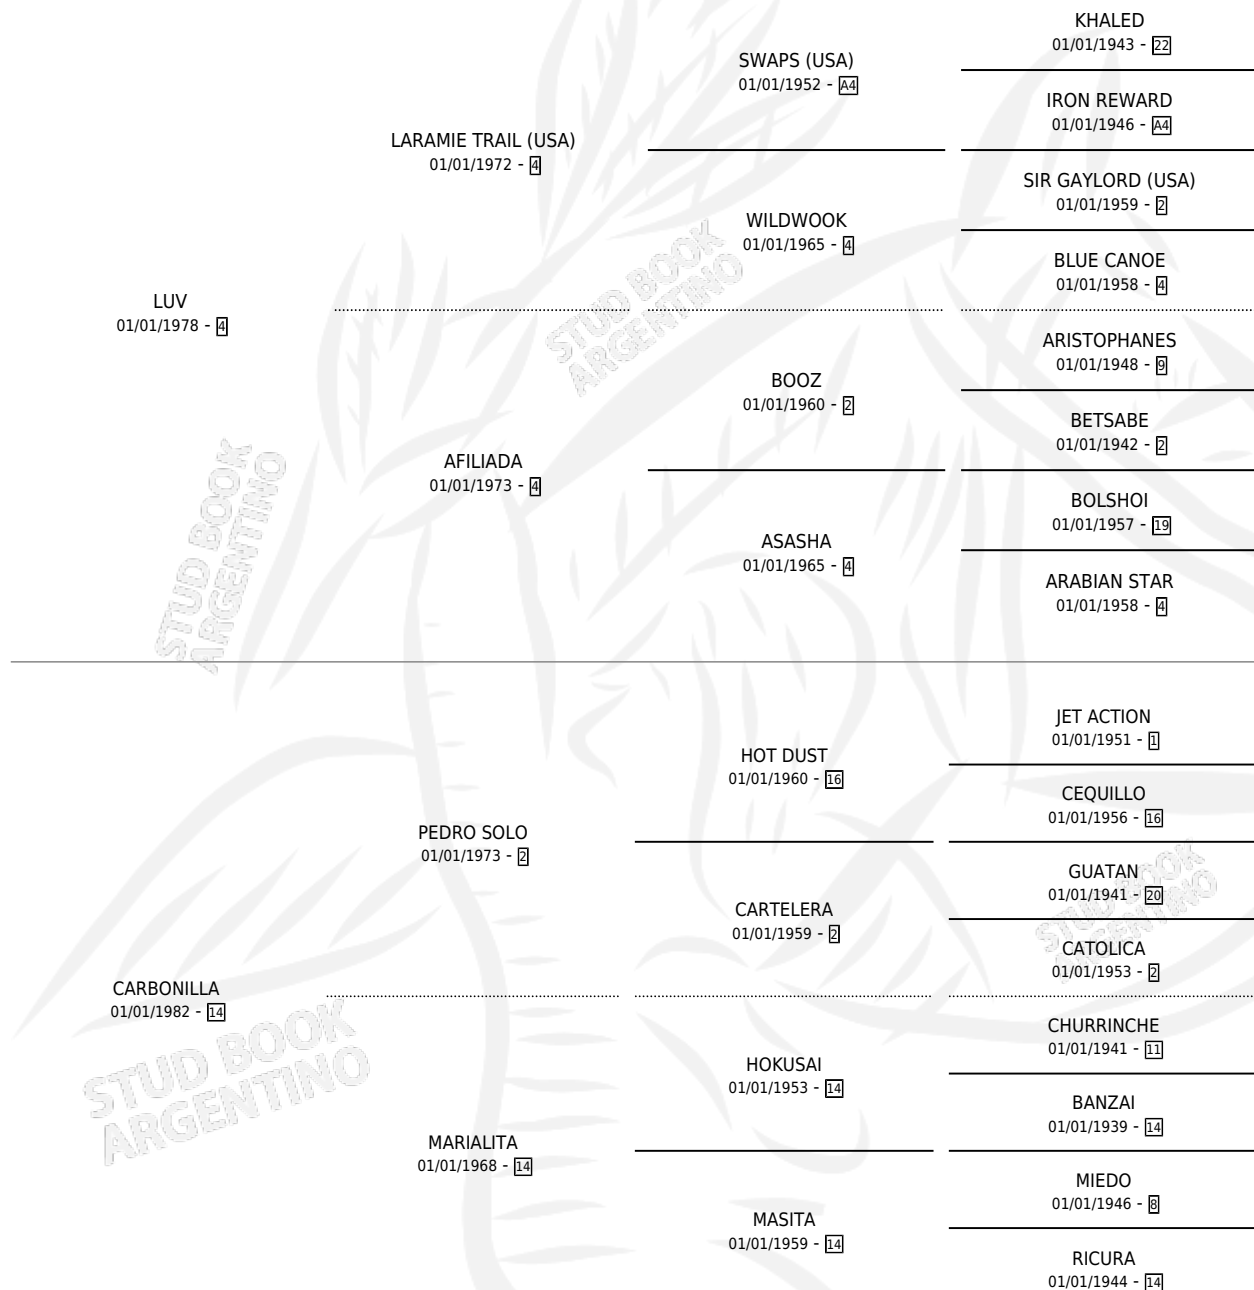 KHALED
01/01/1943 - 22
SWAPS (USA)
01/01/1952 - A4
IRON REWARD
01/01/1946 - A4
LARAMIE TRAIL (USA)
01/01/1972 - 4
SIR GAYLORD (USA)
01/01/1959 - 2
WILDWOOK
01/01/1965 - 4
BLUE CANOE
01/01/1958 - 4
LUV
01/01/1978 - 4
ARISTOPHANES
01/01/1948 - 9
BOOZ
01/01/1960 - 2
BETSABE
01/01/1942 - 2
AFILIADA
01/01/1973 - 4
BOLSHOI
01/01/1957 - 19
ASASHA
01/01/1965 - 4
ARABIAN STAR
01/01/1958 - 4
JET ACTION
01/01/1951 - 1
HOT DUST
01/01/1960 - 16
CEQUILLO
01/01/1956 - 16
PEDRO SOLO
01/01/1973 - 2
GUATAN
01/01/1941 - 20
CARTELERA
01/01/1959 - 2
CATOLICA
01/01/1953 - 2
CARBONILLA
01/01/1982 - 14
CHURRINCHE
01/01/1941 - 11
HOKUSAI
01/01/1953 - 14
BANZAI
01/01/1939 - 14
MARIALITA
01/01/1968 - 14
MIEDO
01/01/1946 - 8
MASITA
01/01/1959 - 14
RICURA
01/01/1944 - 14
STUD BOOK
ARGENTINO
STUD BOOK
ARGENTINO
STUD BOOK
ARGENTINO
STUD BOOK
ARGENTINO